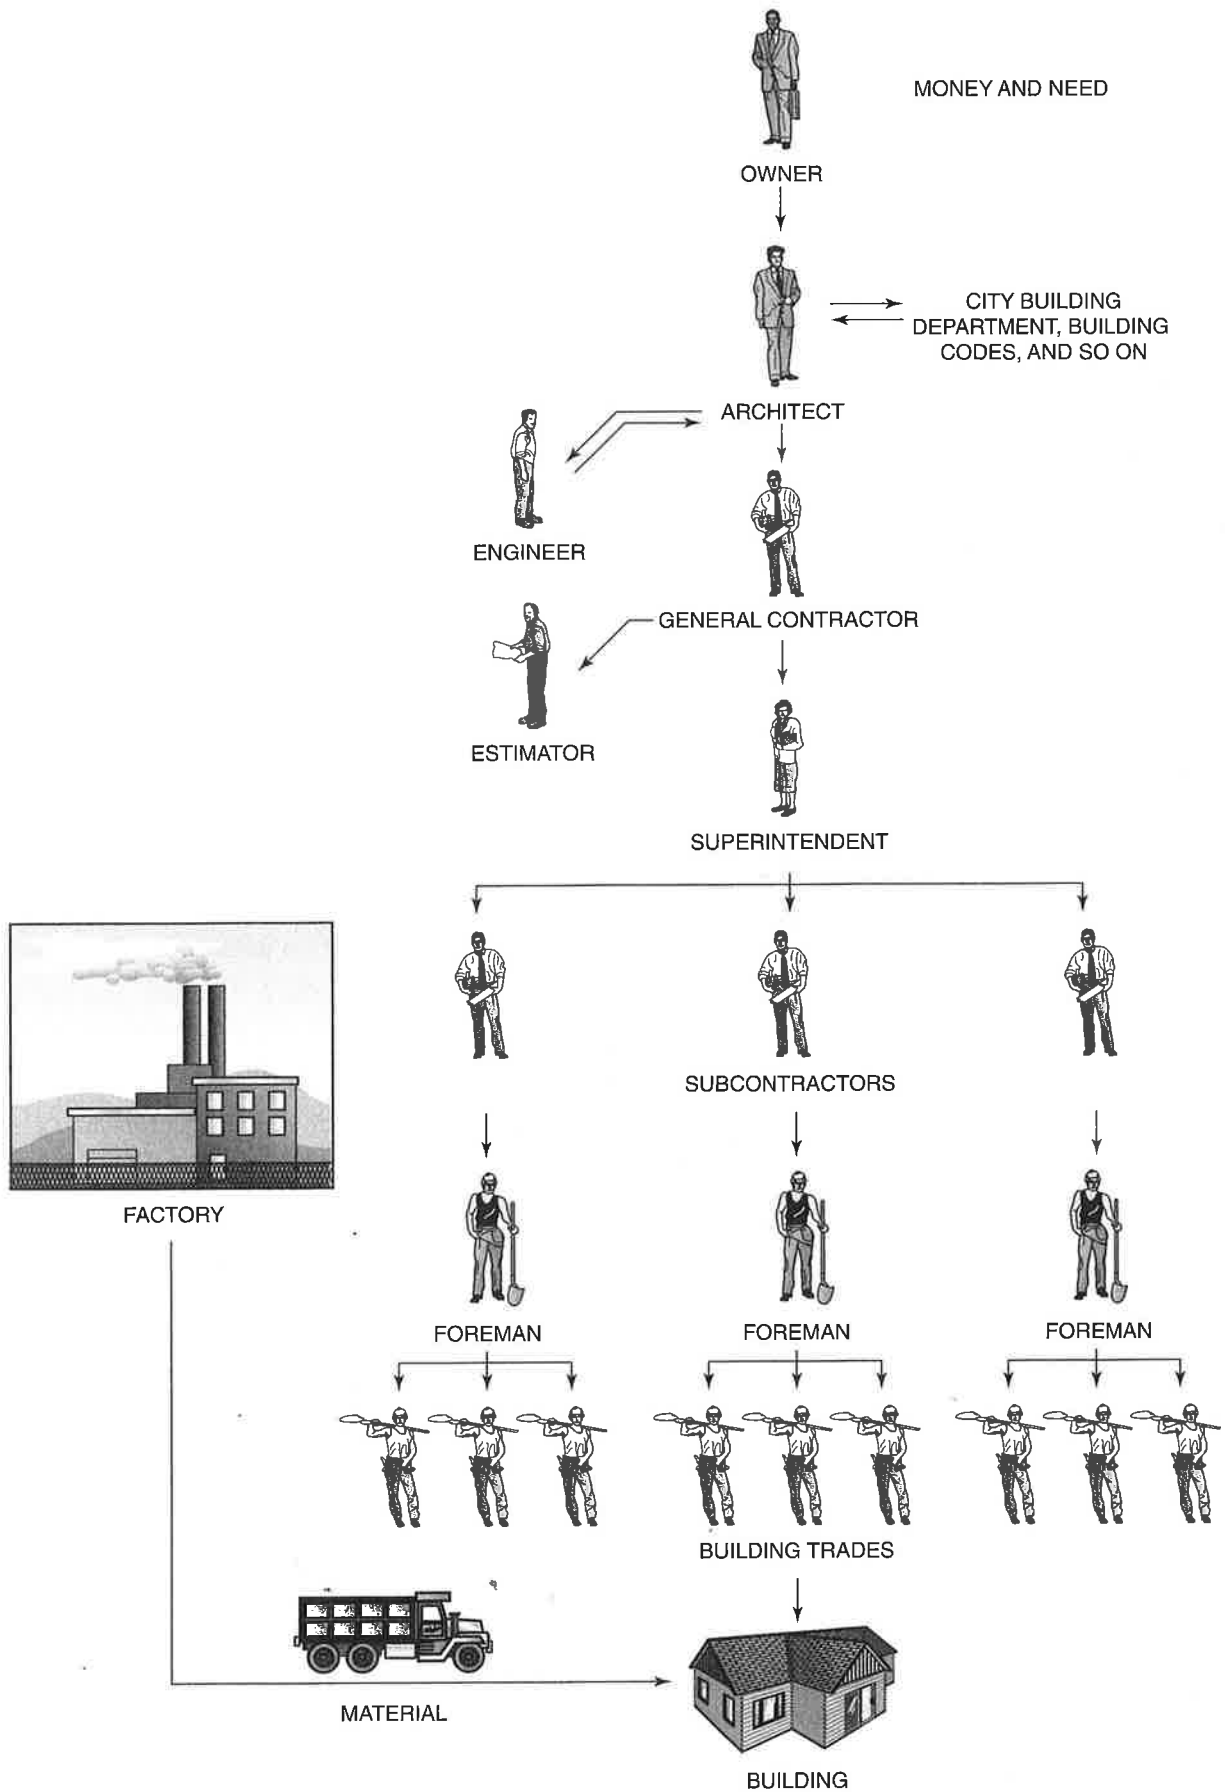 MONEY AND NEED
OWNER
CITY BUILDING
DEPARTMENT, BUILDING
CODES, AND SO ON
ARCHITECT
ENGINEER
GENERAL CONTRACTOR
ESTIMATOR
SUPERINTENDENT
SUBCONTRACTORS
FACTORY
FOREMAN
FOREMAN
FOREMAN
BUILDING TRADES
MATERIAL
BUILDING